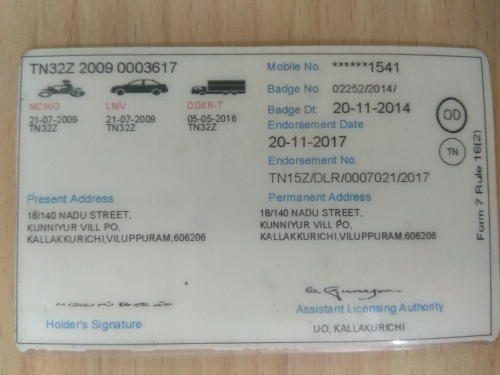 TN32Z 2009 0003617
MCWG LMV DDKR-T
21-07-2009 21-07-2009 05-05-2016
TN32Z TN32Z TN32Z
Mobile No. ******1541
Badge No. 02252/2014/
Badge Dt: 20-11-2014
Endorsement Date
20-11-2017
Endorsement No.
TN15Z/DLR/0007021/2017
OD
TN
Form 7 Rule 16(2)
Present Address
18/140 NADU STREET,
KUNNIYUR VILL PO,
KALLAKKURICHI,VILUPPURAM,606206
Permanent Address
18/140 NADU STREET,
KUNNIYUR VILL PO,
KALLAKKURICHI,VILUPPURAM,606206
Holder's Signature
Assistant Licensing Authority
UO, KALLAKURICHI